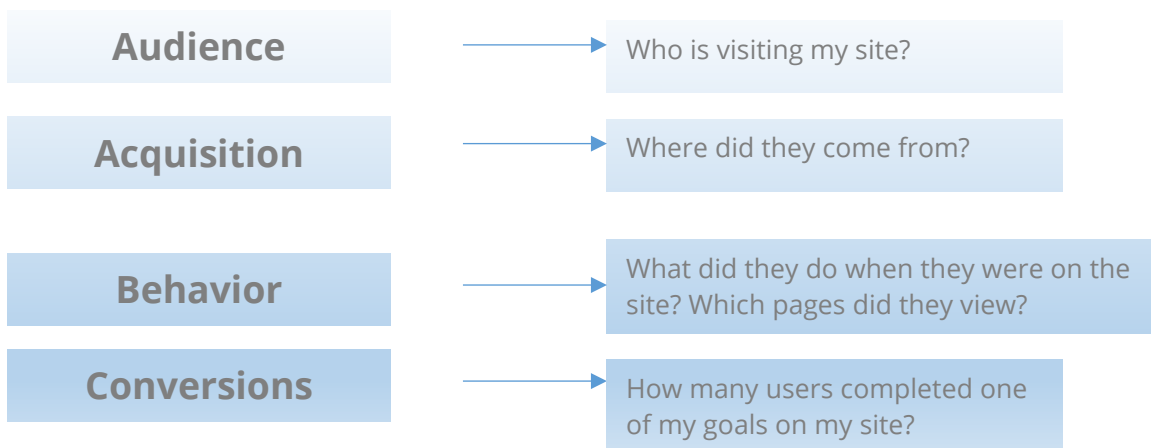 Audience
Who is visiting my site?
Acquisition
Where did they come from?
Behavior
What did they do when they were on the
site? Which pages did they view?
Conversions
How many users completed one
of my goals on my site?